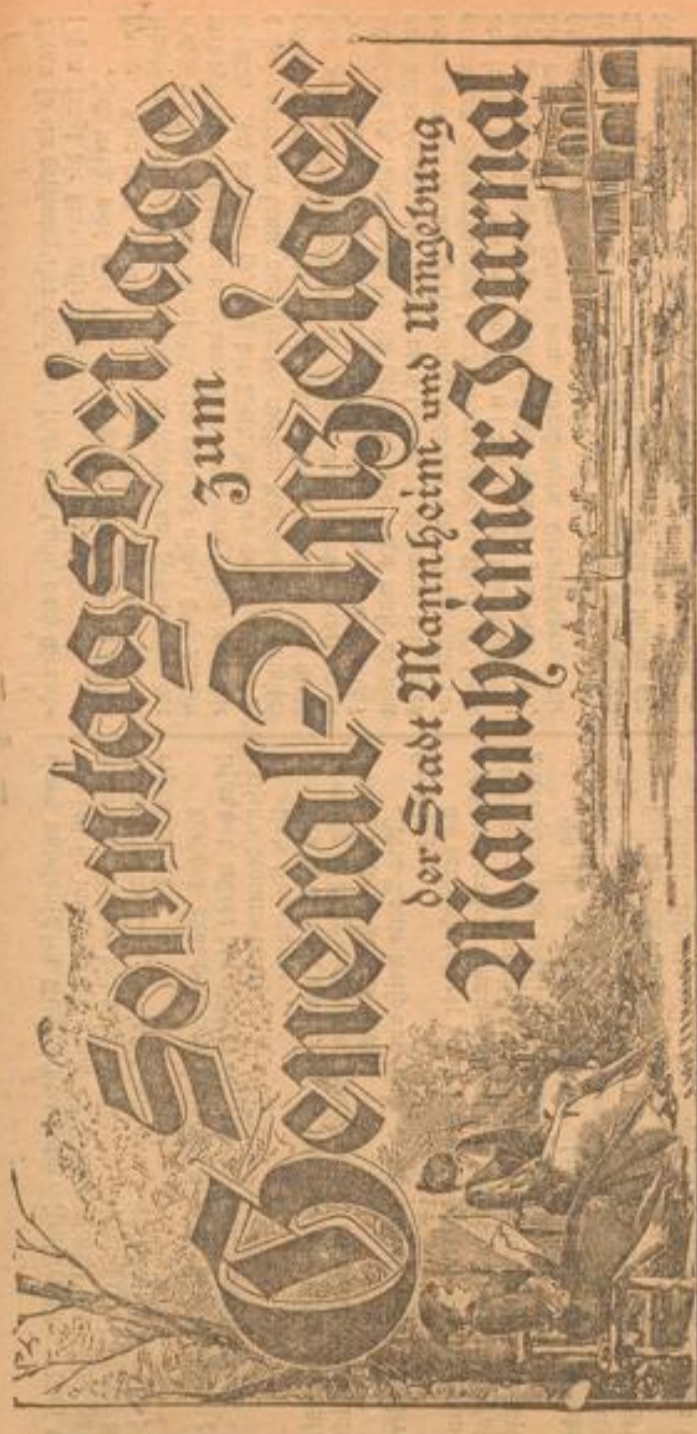 Sonntagsbeilage
zum
General-Anzeiger
der Stadt Mannheim und Umgebung
Mannheimer Journal